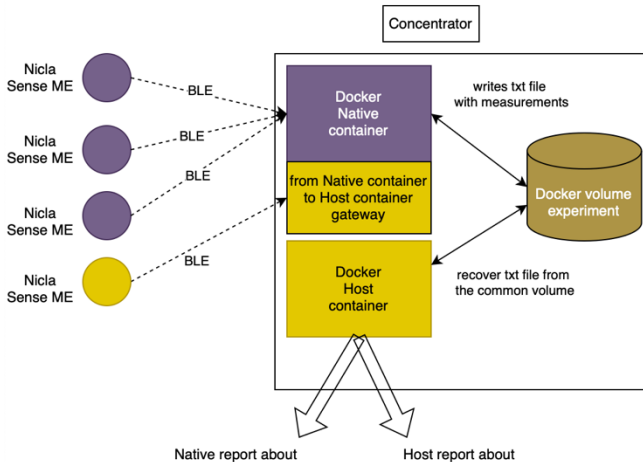 Concentrator
Nicla
Sense ME
BLE
Nicla
Sense ME
BLE
Nicla
Sense ME
BLE
Nicla
Sense ME
BLE
Docker
Native
container
from Native container
to Host container
gateway
Docker
Host
container
writes txt file
with measurements
Docker volume
experiment
recover txt file from
the common volume
Native report about
Host report about